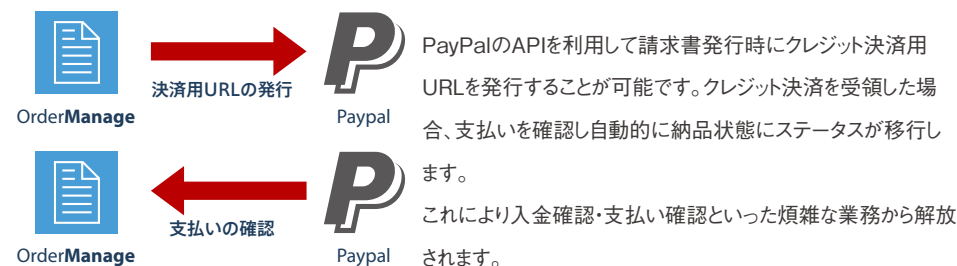 決済用URLの発行
OrderManage
Paypal
支払いの確認
OrderManage
Paypal
PayPalのAPIを利用して請求書発行時にクレジット決済用
URLを発行することが可能です。クレジット決済を受領した場
合、支払いを確認し自動的に納品状態にステータスが移行し
ます。
これにより入金確認・支払い確認といった煩雑な業務から解放
されます。